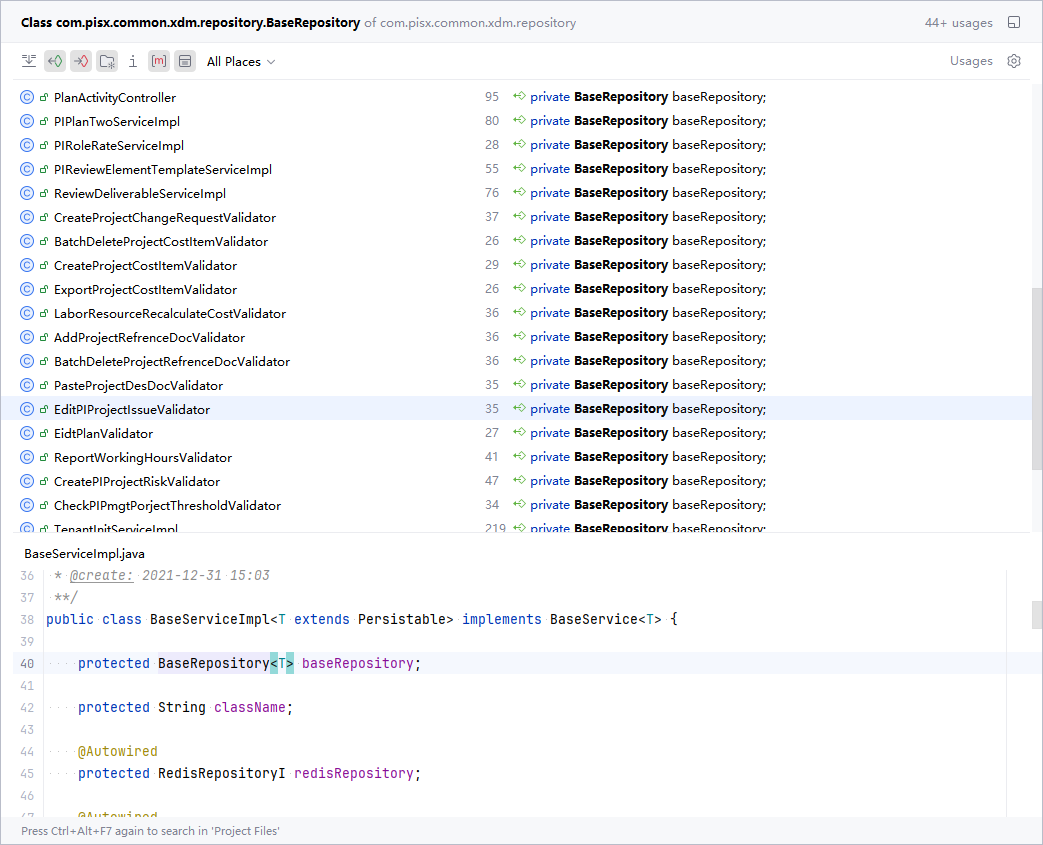 Class com.pisx.common.xdm.repository.BaseRepository of com.pisx.common.xdm.repository 44+ usages
i [m] All Places Usages
PlanActivityController 95 private BaseRepository baseRepository;
PIPlanTwoServiceImpl 80 private BaseRepository baseRepository;
PIRoleRateServiceImpl 28 private BaseRepository baseRepository;
PIReviewElementTemplateServiceImpl 55 private BaseRepository baseRepository;
ReviewDeliverableServiceImpl 76 private BaseRepository baseRepository;
CreateProjectChangeRequestValidator 37 private BaseRepository baseRepository;
BatchDeleteProjectCostItemValidator 26 private BaseRepository baseRepository;
CreateProjectCostItemValidator 29 private BaseRepository baseRepository;
ExportProjectCostItemValidator 26 private BaseRepository baseRepository;
LaborResourceRecalculateCostValidator 36 private BaseRepository baseRepository;
AddProjectRefrenceDocValidator 36 private BaseRepository baseRepository;
BatchDeleteProjectRefrenceDocValidator 36 private BaseRepository baseRepository;
PasteProjectDesDocValidator 35 private BaseRepository baseRepository;
EditPIProjectIssueValidator 35 private BaseRepository baseRepository;
EidtPlanValidator 27 private BaseRepository baseRepository;
ReportWorkingHoursValidator 41 private BaseRepository baseRepository;
CreatePIProjectRiskValidator 47 private BaseRepository baseRepository;
CheckPIPmgtPorjectThresholdValidator 34 private BaseRepository baseRepository;
TenantInitServiceImpl 219 private BaseRepository baseRepository;
BaseServiceImpl.java
36 * @create: 2021-12-31 15:03
37 **/
38 public class BaseServiceImpl<T extends Persistable> implements BaseService<T> {
39
40 protected BaseRepository<T> baseRepository;
41
42 protected String className;
43
44 @Autowired
45 protected RedisRepositoryI redisRepository;
46
47 @Autowired
Press Ctrl+Alt+F7 again to search in 'Project Files'